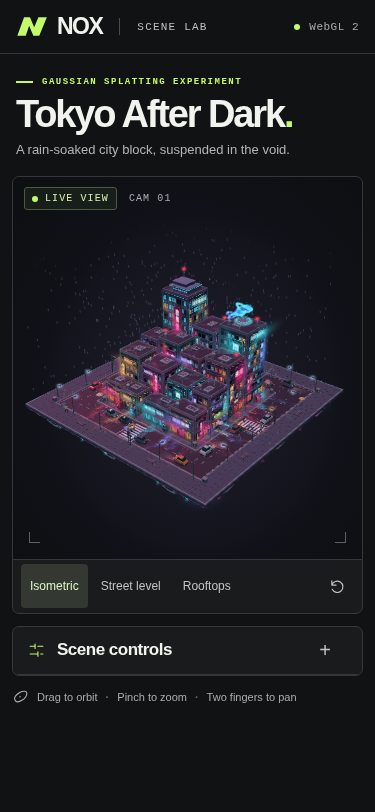 NOX
SCENE LAB
WebGL 2
GAUSSIAN SPLATTING EXPERIMENT
Tokyo After Dark.
A rain-soaked city block, suspended in the void.
LIVE VIEW
CAM 01
Isometric
Street level
Rooftops
Scene controls
+
Drag to orbit · Pinch to zoom · Two fingers to pan